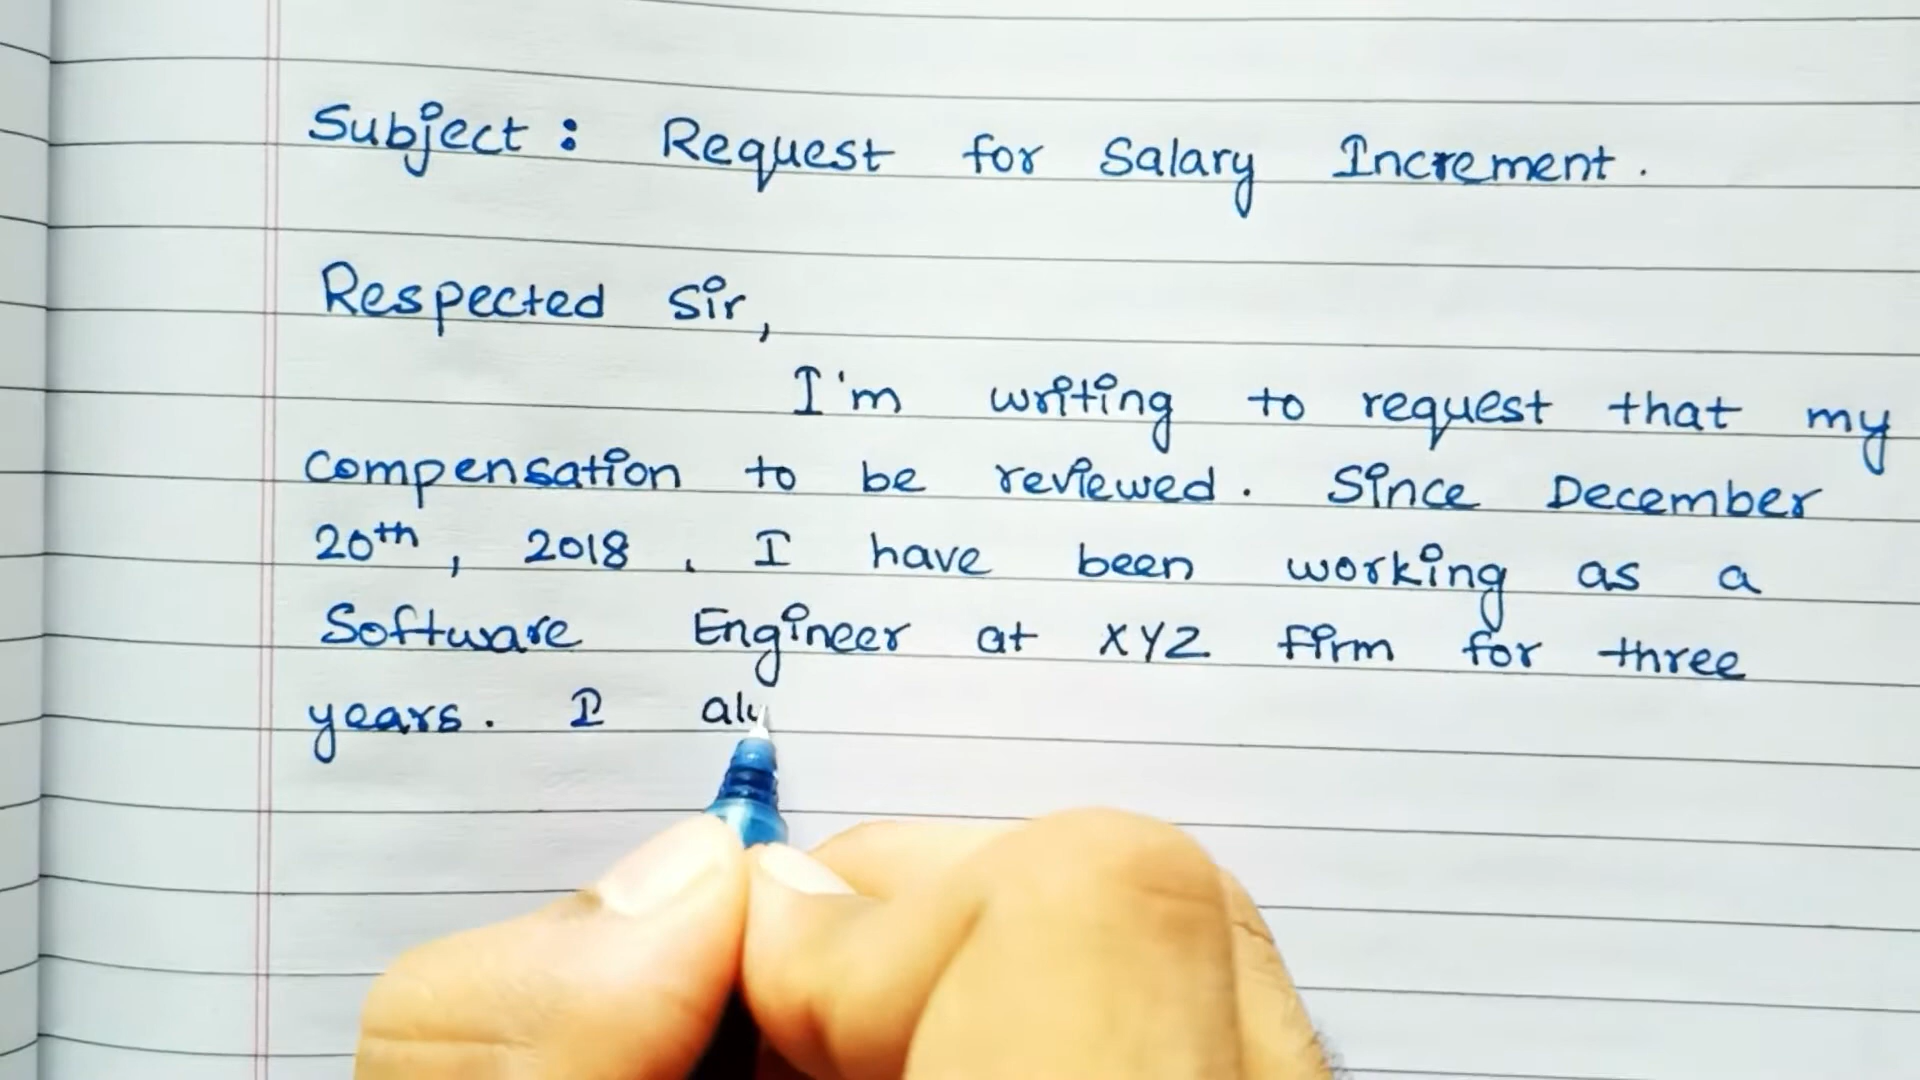 Subject : Request for Salary Increment.
Respected Sir,
I'm writing to request that my
compensation to be reviewed. Since December
20th, 2018, I have been working as a
Software Engineer at XYZ firm for three
years. I